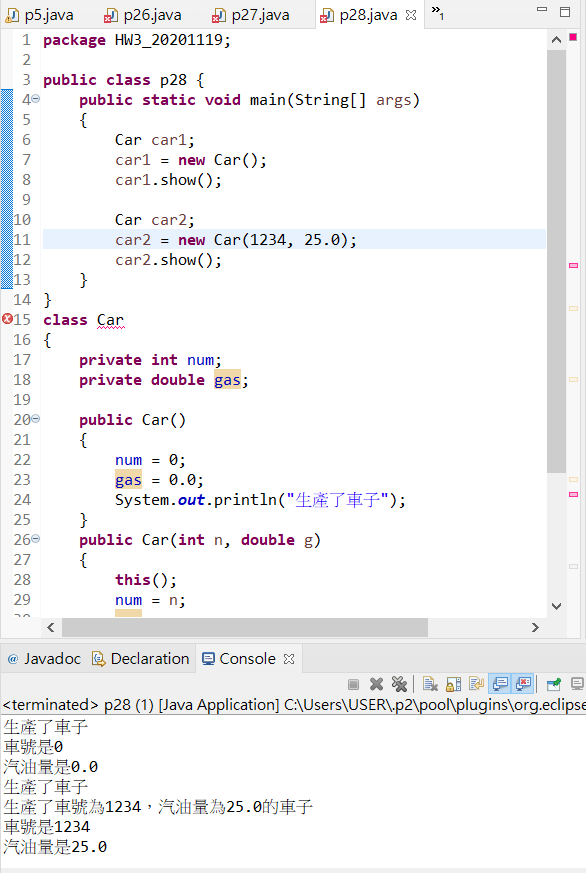 p5.java p26.java p27.java p28.java »1
1 package HW3_20201119;
2
3 public class p28 {
4 public static void main(String[] args)
5 {
6 Car car1;
7 car1 = new Car();
8 car1.show();
9
10 Car car2;
11 car2 = new Car(1234, 25.0);
12 car2.show();
13 }
14 }
15 class Car
16 {
17 private int num;
18 private double gas;
19
20 public Car()
21 {
22 num = 0;
23 gas = 0.0;
24 System.out.println("生產了車子");
25 }
26 public Car(int n, double g)
27 {
28 this();
29 num = n;
@ Javadoc Declaration Console
<terminated> p28 (1) [Java Application] C:\Users\USER\.p2\pool\plugins\org.eclipse
生產了車子
車號是0
汽油量是0.0
生產了車子
生產了車號為1234，汽油量為25.0的車子
車號是1234
汽油量是25.0